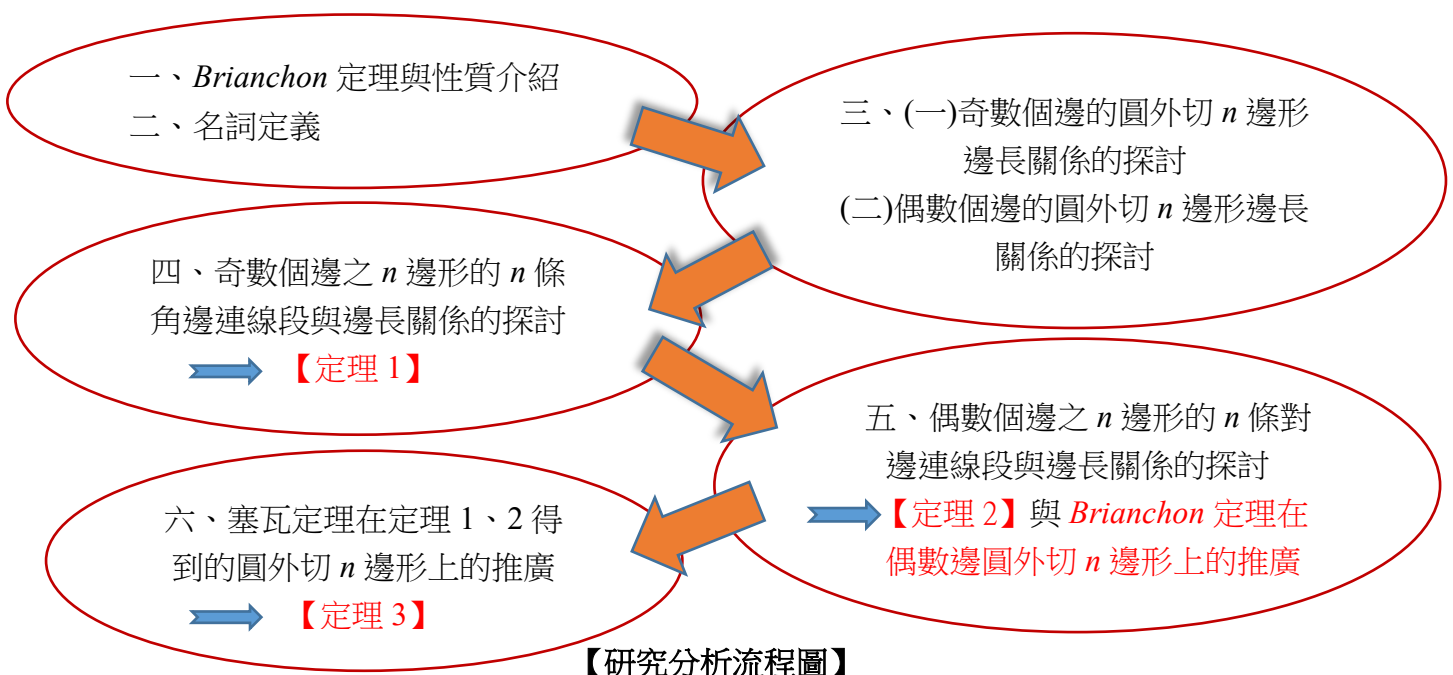 一、Brianchon 定理與性質介紹
二、名詞定義
三、(一)奇數個邊的圓外切 n 邊形
邊長關係的探討
(二)偶數個邊的圓外切 n 邊形邊長
關係的探討
四、奇數個邊之 n 邊形的 n 條
角邊連線段與邊長關係的探討
【定理 1】
五、偶數個邊之 n 邊形的 n 條對
邊連線段與邊長關係的探討
【定理 2】與 Brianchon 定理在
偶數邊圓外切 n 邊形上的推廣
六、塞瓦定理在定理 1、2 得
到的圓外切 n 邊形上的推廣
【定理 3】
【研究分析流程圖】